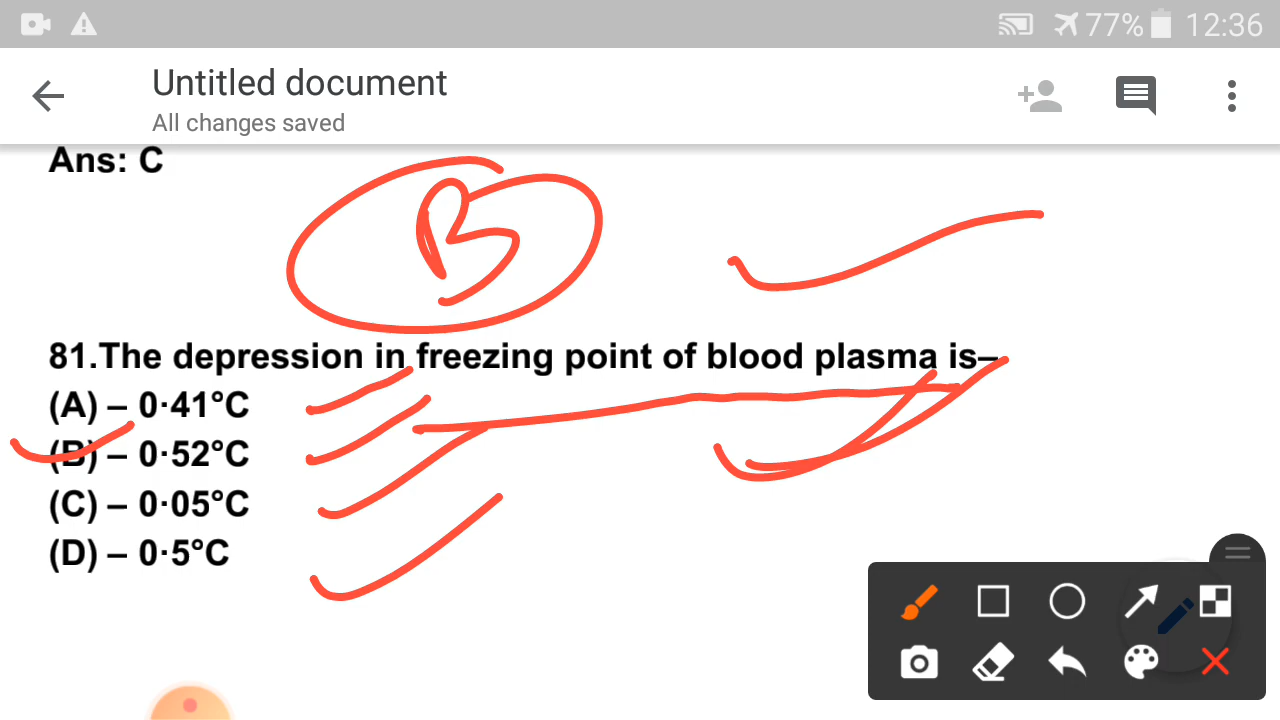 77% 12:36
Untitled document
All changes saved
Ans: C
B
81.The depression in freezing point of blood plasma is–
(A) – 0·41°C
(B) – 0·52°C
(C) – 0·05°C
(D) – 0·5°C